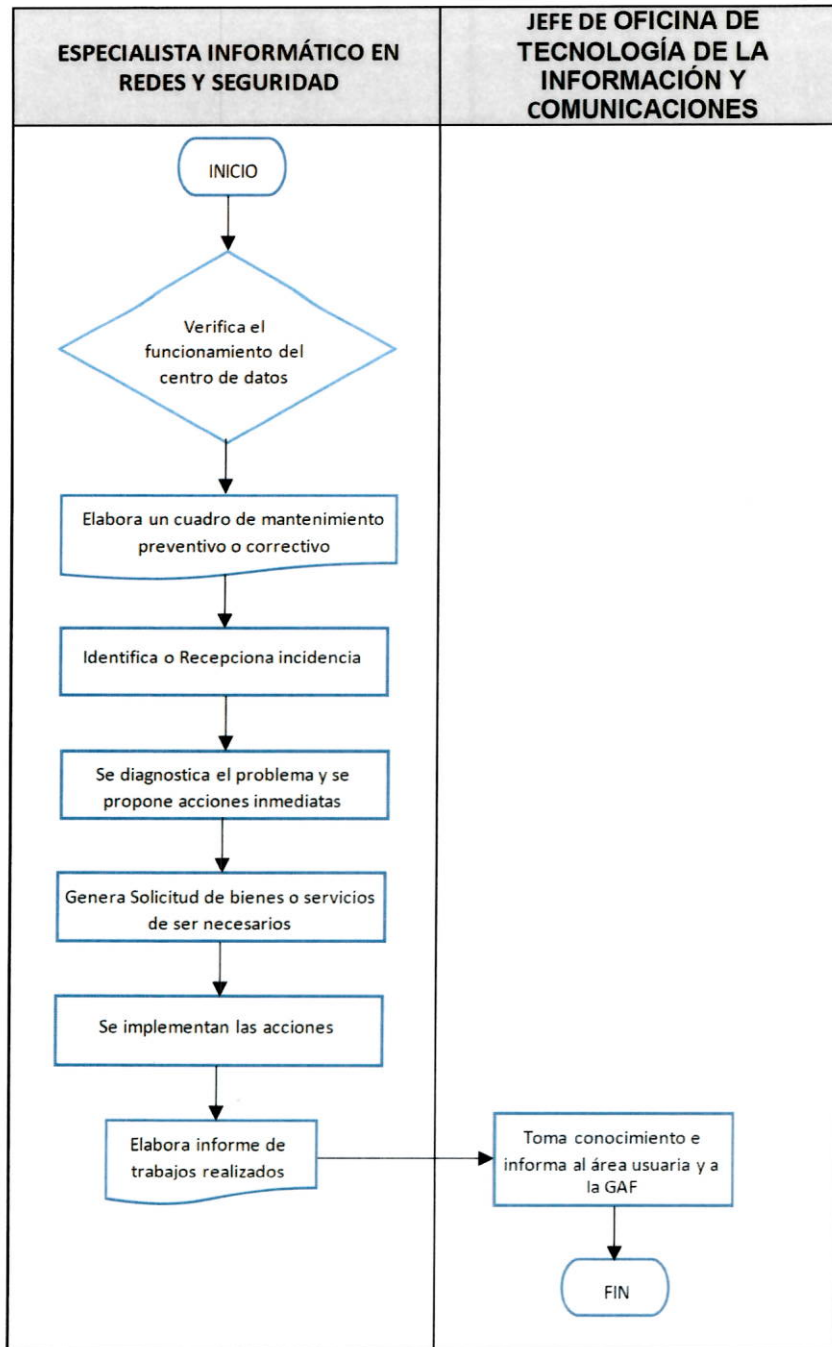 ESPECIALISTA INFORMÁTICO EN
REDES Y SEGURIDAD
JEFE DE OFICINA DE
TECNOLOGÍA DE LA
INFORMACIÓN Y
COMUNICACIONES
INICIO
Verifica el
funcionamiento del
centro de datos
Elabora un cuadro de mantenimiento
preventivo o correctivo
Identifica o Recepciona incidencia
Se diagnostica el problema y se
propone acciones inmediatas
Genera Solicitud de bienes o servicios
de ser necesarios
Se implementan las acciones
Elabora informe de
trabajos realizados
Toma conocimiento e
informa al área usuaria y a
la GAF
FIN